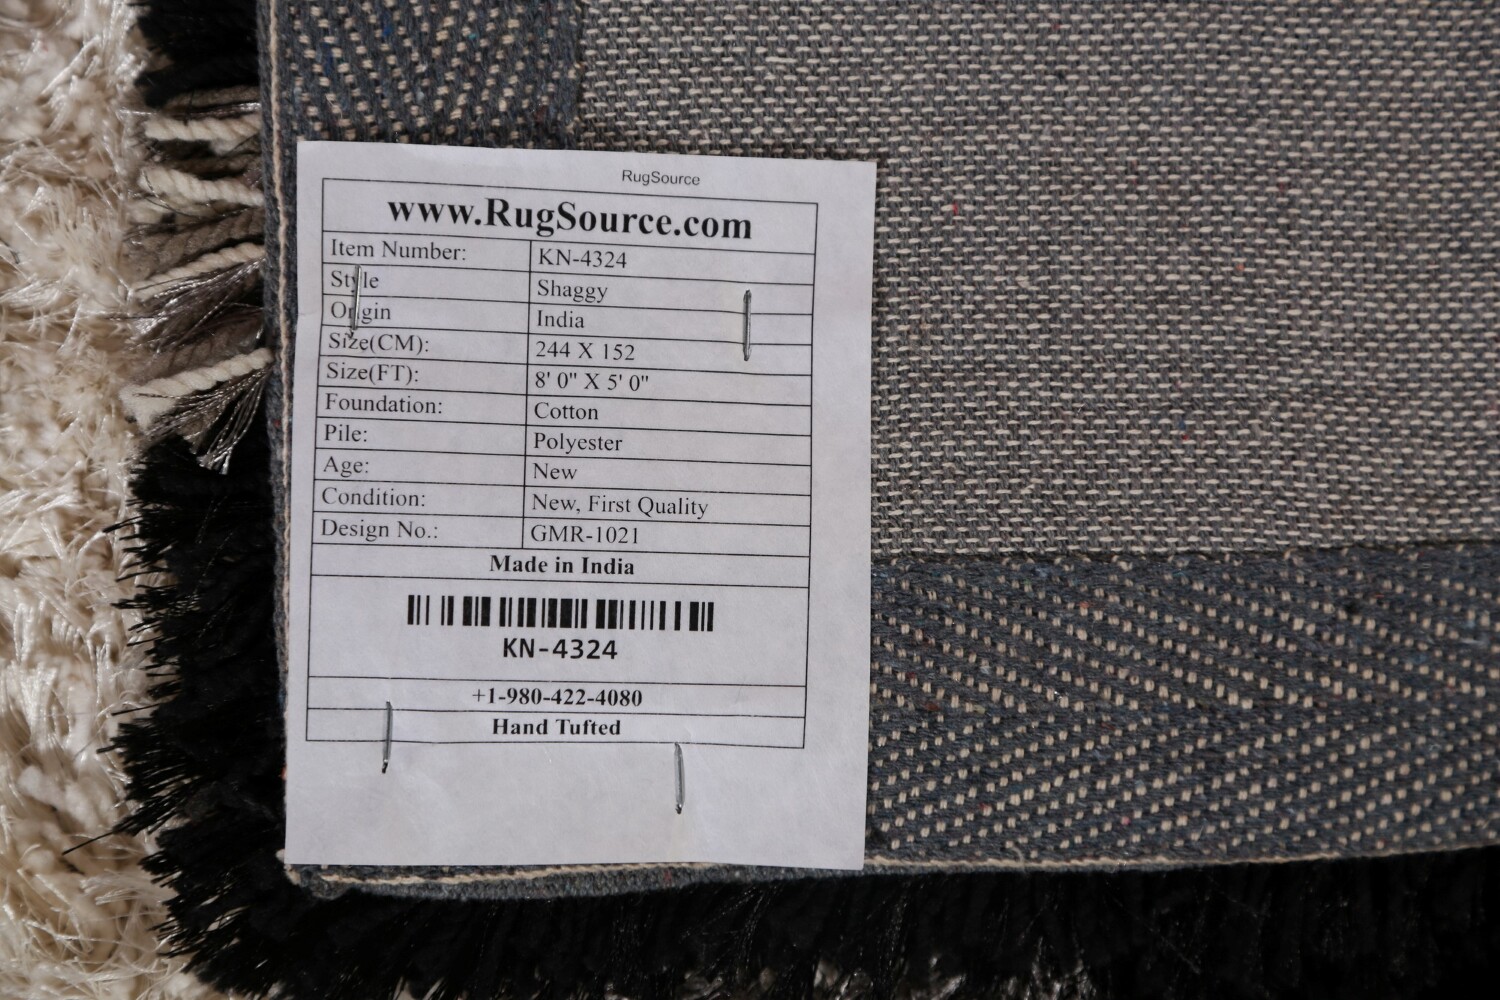 RugSource
www.RugSource.com
Item Number: KN-4324
Style Shaggy
Origin India
Size(CM): 244 X 152
Size(FT): 8' 0" X 5' 0"
Foundation: Cotton
Pile: Polyester
Age: New
Condition: New, First Quality
Design No.: GMR-1021
Made in India
KN-4324
+1-980-422-4080
Hand Tufted